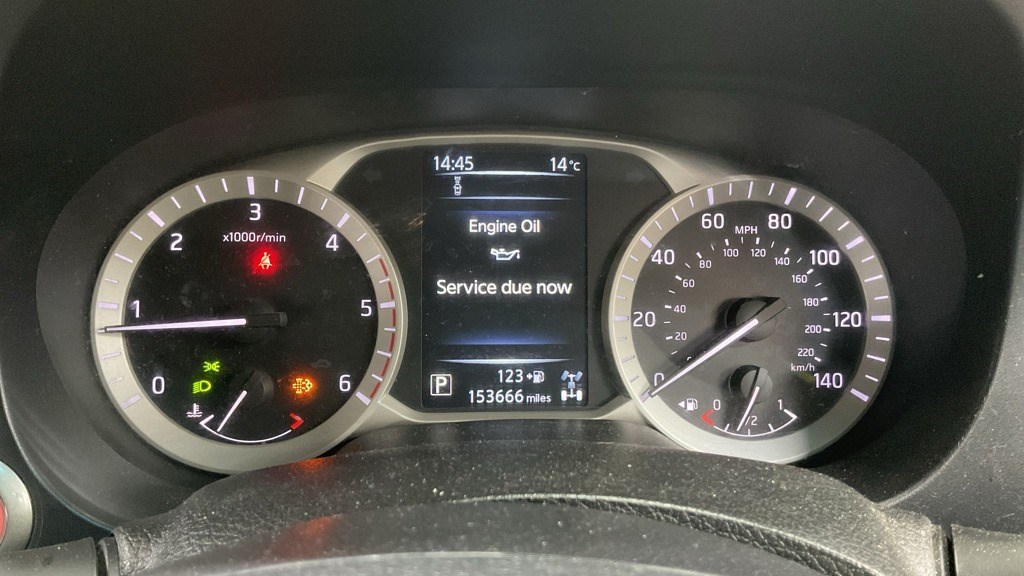 14:45 14°C
Engine Oil
Service due now
123
P 153666 miles
0 1 2 3 4 5 6
x1000r/min
0 20 40 60 80 100 120 140
MPH
20 40 60 80 100 120 140 160 180 200 220
km/h
0 1/2 1